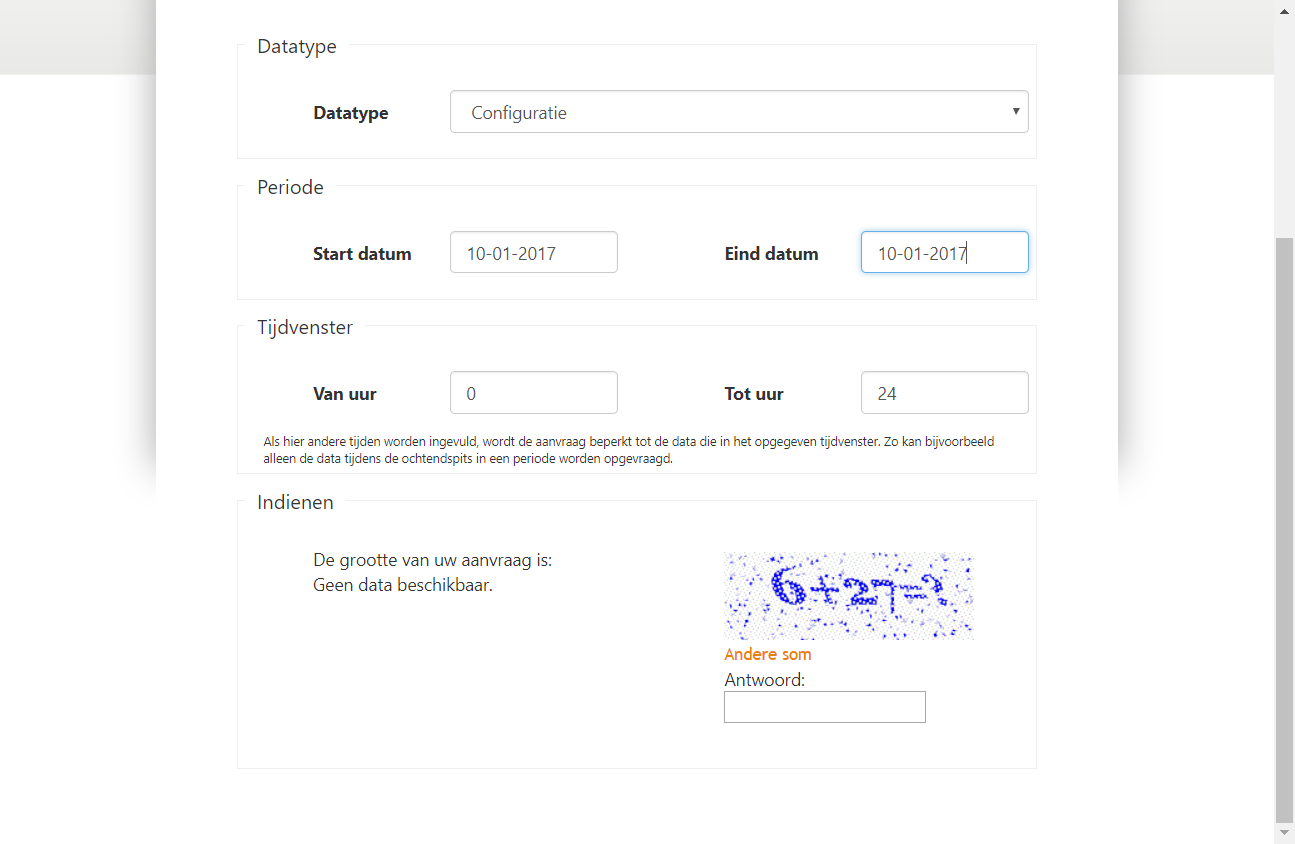 Datatype
Datatype Configuratie
Periode
Start datum 10-01-2017 Eind datum 10-01-2017
Tijdvenster
Van uur 0 Tot uur 24
Als hier andere tijden worden ingevuld, wordt de aanvraag beperkt tot de data die in het opgegeven tijdvenster. Zo kan bijvoorbeeld
alleen de data tijdens de ochtendspits in een periode worden opgevraagd.
Indienen
De grootte van uw aanvraag is:
Geen data beschikbaar.
Andere som
Antwoord: